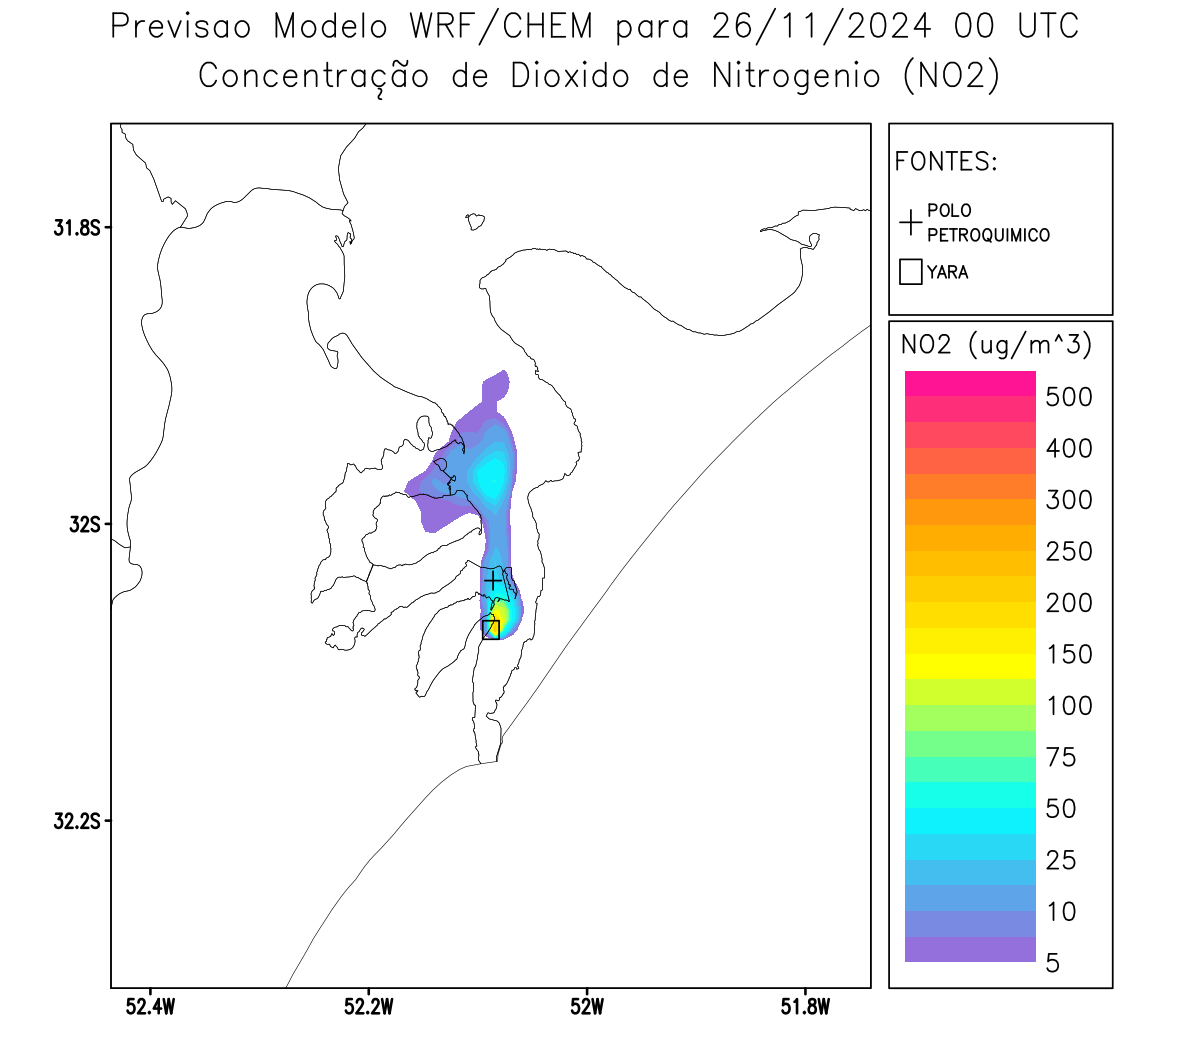 Previsao Modelo WRF/CHEM para 26/11/2024 00 UTC
Concentração de Dioxido de Nitrogenio (NO2)
FONTES:
POLO
PETROQUIMICO
YARA
31.8S
32S
32.2S
52.4W
52.2W
52W
51.8W
NO2 (ug/m^3)
500
400
300
250
200
150
100
75
50
25
10
5